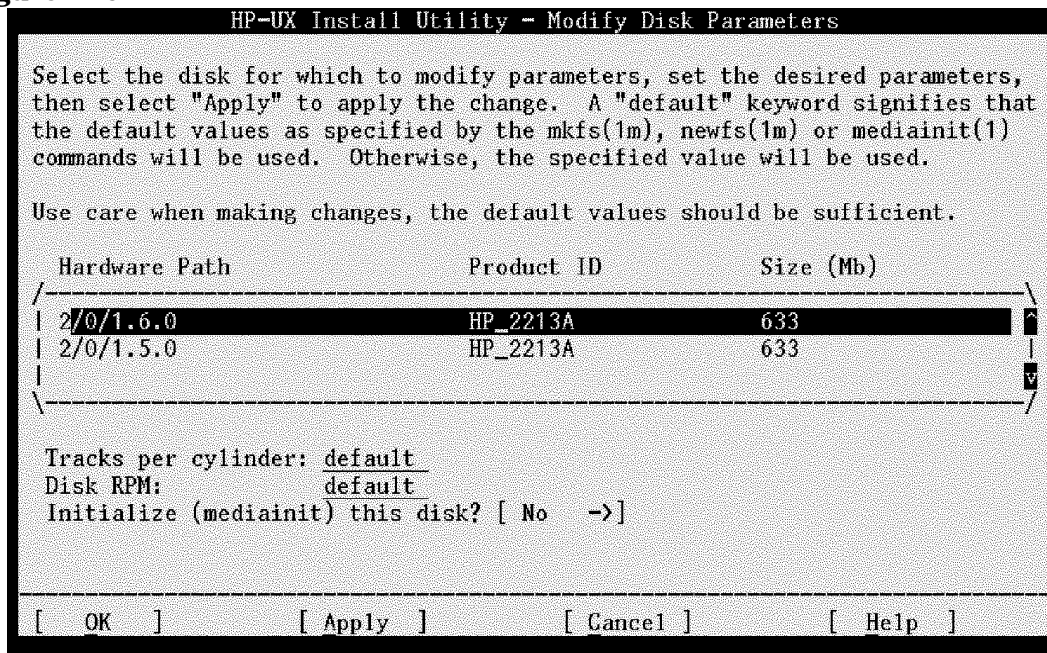 HP-UX Install Utility - Modify Disk Parameters
Select the disk for which to modify parameters, set the desired parameters,
then select "Apply" to apply the change.  A "default" keyword signifies that
the default values as specified by the mkfs(1m), newfs(1m) or mediainit(1)
commands will be used.  Otherwise, the specified value will be used.
Use care when making changes, the default values should be sufficient.
Hardware Path Product ID Size (Mb)
2/0/1.6.0 HP_2213A 633
2/0/1.5.0 HP_2213A 633
Tracks per cylinder: default
Disk RPM: default
Initialize (mediainit) this disk? [ No ->]
[ OK ] [ Apply ] [ Cancel ] [ Help ]